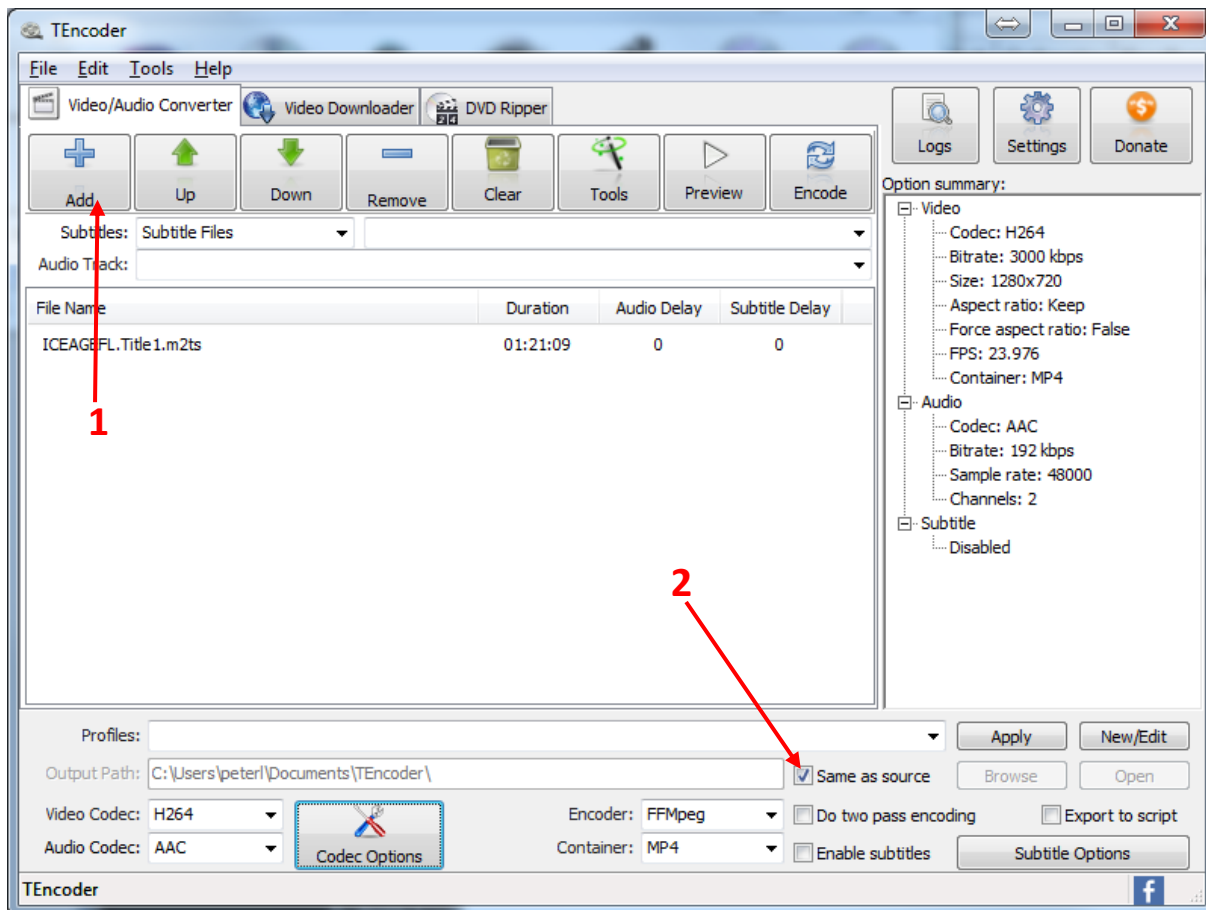 TEncoder
File Edit Tools Help
Video/Audio Converter Video Downloader DVD Ripper
Logs Settings Donate
Add Up Down Remove Clear Tools Preview Encode
Subtitles: Subtitle Files
Audio Track:
File Name Duration Audio Delay Subtitle Delay
ICEAGEFL.Title1.m2ts 01:21:09 0 0
1
2
Option summary:
Video
Codec: H264
Bitrate: 3000 kbps
Size: 1280x720
Aspect ratio: Keep
Force aspect ratio: False
FPS: 23.976
Container: MP4
Audio
Codec: AAC
Bitrate: 192 kbps
Sample rate: 48000
Channels: 2
Subtitle
Disabled
Profiles: Apply New/Edit
Output Path: C:\Users\peterl\Documents\TEncoder\ Same as source Browse Open
Video Codec: H264 Encoder: FFMpeg Do two pass encoding Export to script
Audio Codec: AAC Codec Options Container: MP4 Enable subtitles Subtitle Options
TEncoder f